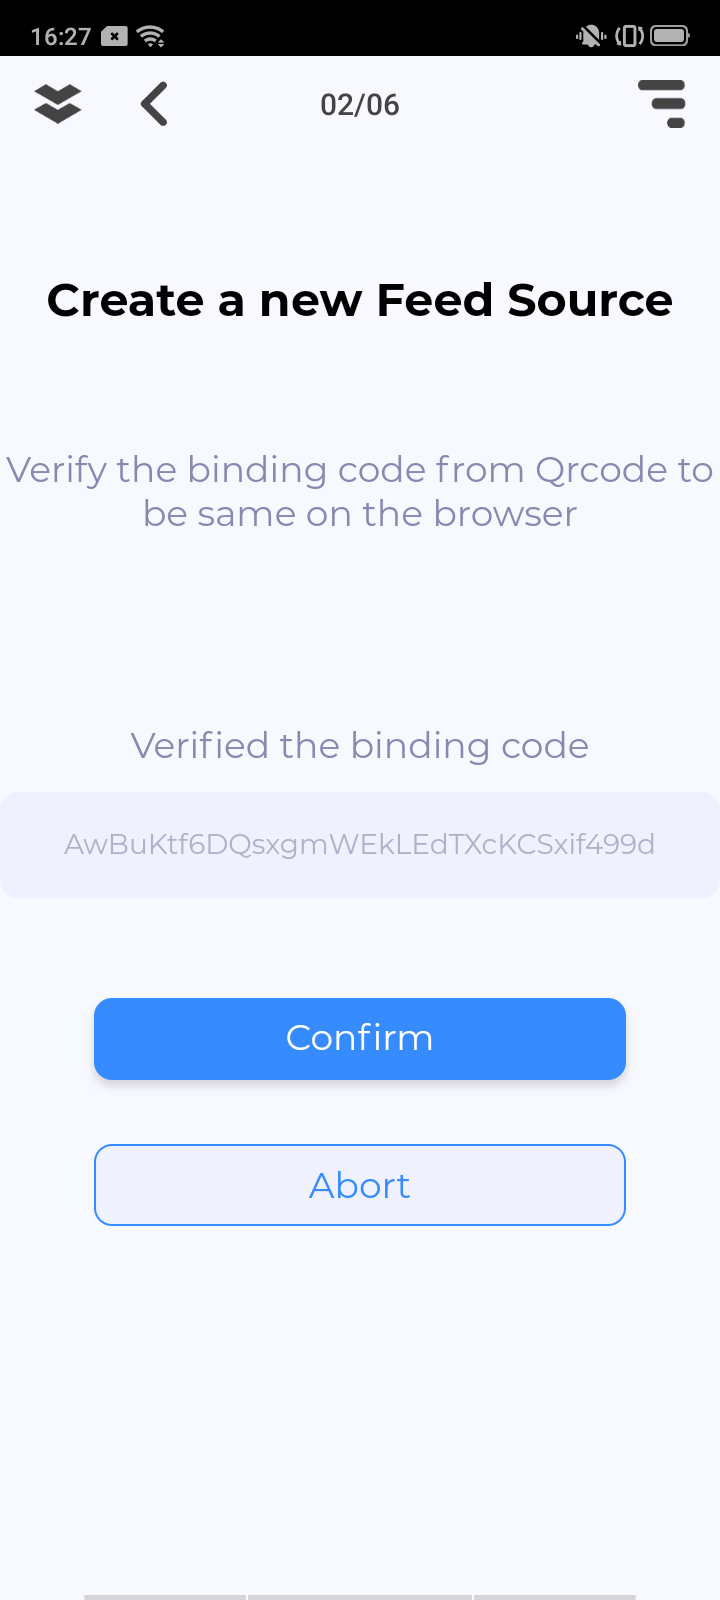 16:27
02/06
Create a new Feed Source
Verify the binding code from Qrcode to
be same on the browser
Verified the binding code
AwBuKtf6DQsxgmWEkLEdTXcKCSxif499d
Confirm
Abort